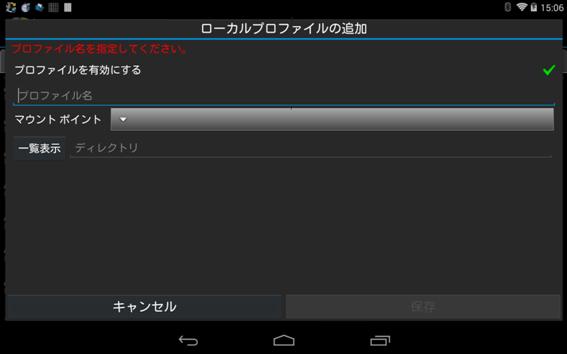 15:06
ローカルプロファイルの追加
プロファイル名を指定してください。
プロファイルを有効にする
プロファイル名
マウント ポイント
一覧表示 ディレクトリ
キャンセル 保存